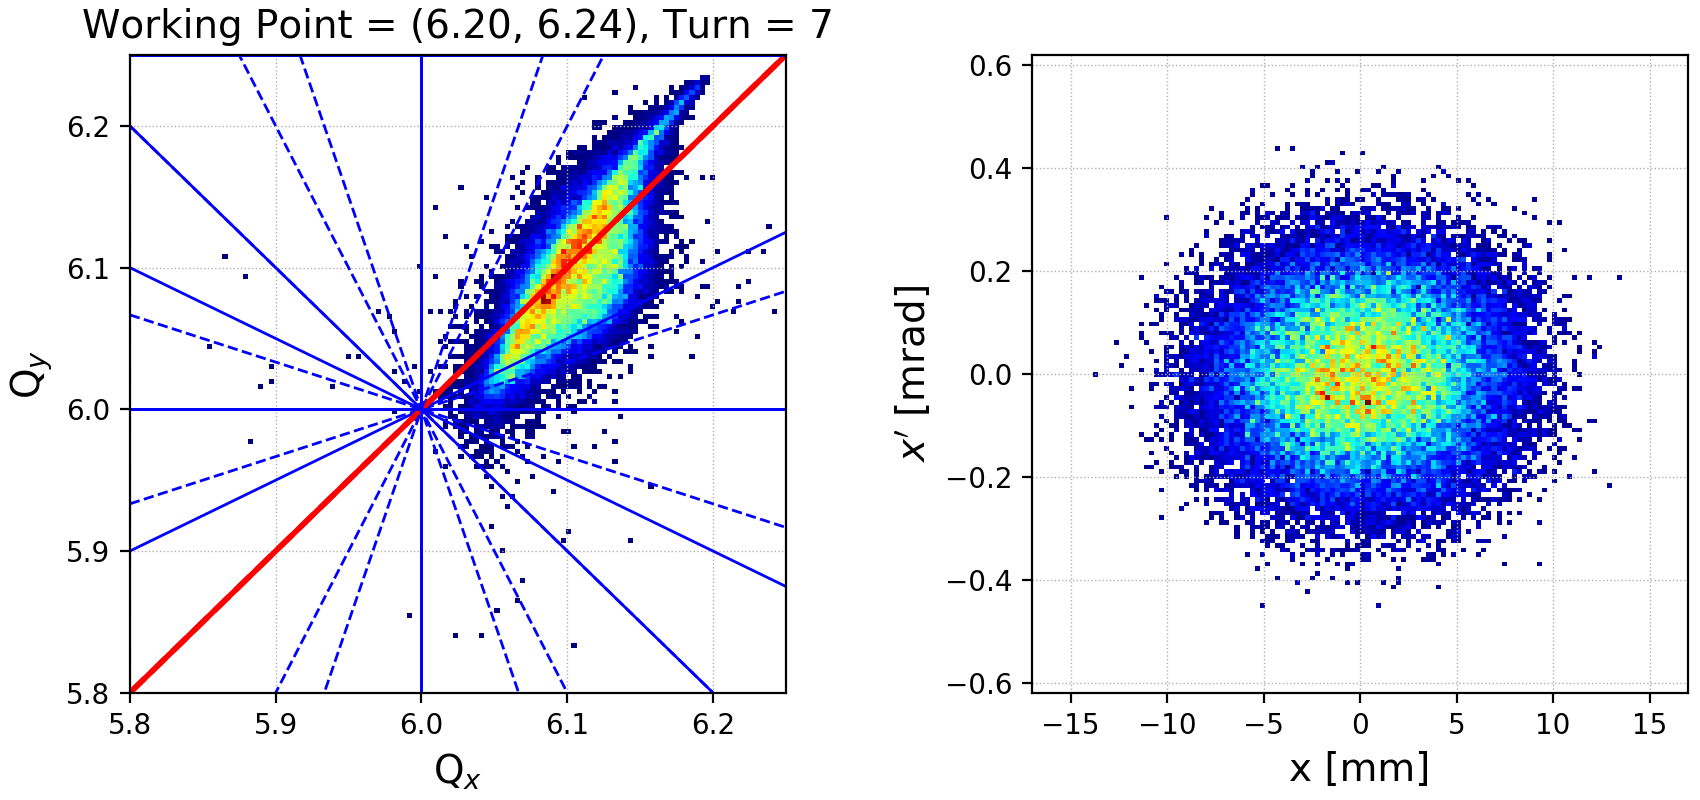 Working Point = (6.20, 6.24), Turn = 7
6.2
6.1
6.0
5.9
5.8
Q_y
5.8 5.9 6.0 6.1 6.2
Q_x
0.6
0.4
0.2
0.0
−0.2
−0.4
−0.6
x′ [mrad]
−15 −10 −5 0 5 10 15
x [mm]